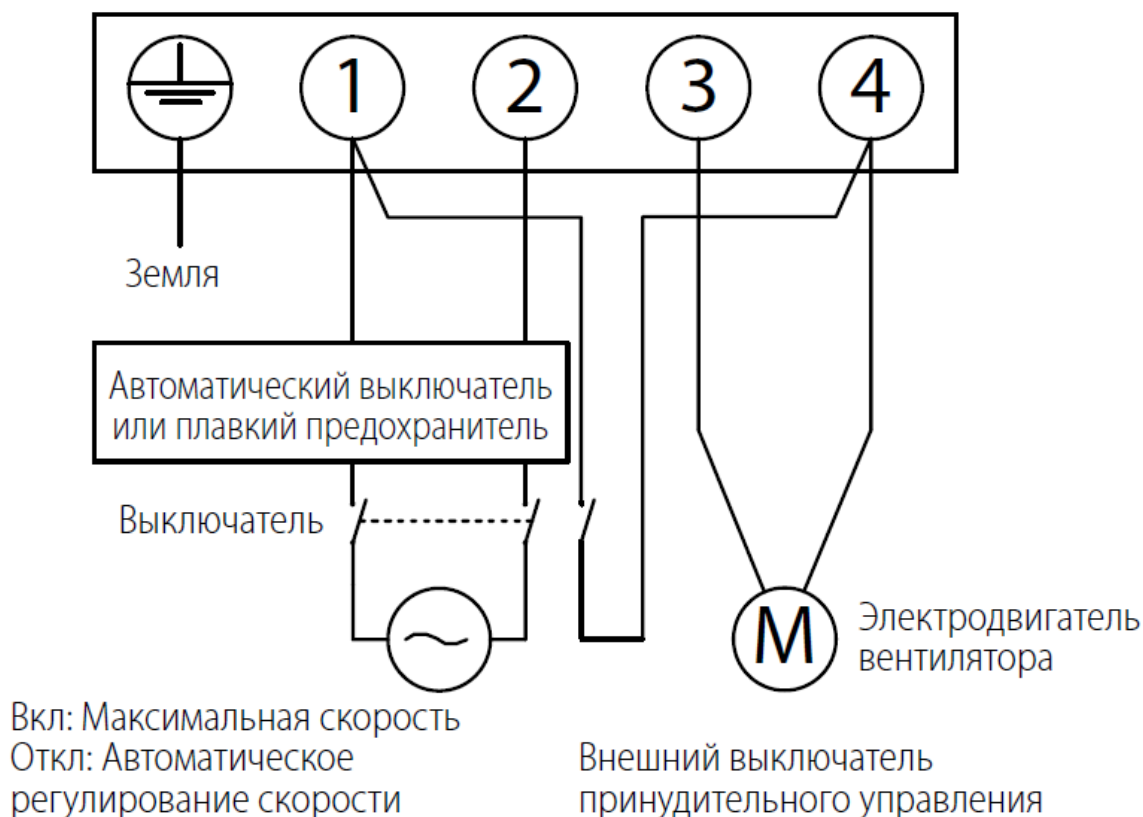 1 2 3 4
Земля
Автоматический выключатель
или плавкий предохранитель
Выключатель
M
Электродвигатель
вентилятора
Вкл: Максимальная скорость
Откл: Автоматическое
регулирование скорости
Внешний выключатель
принудительного управления